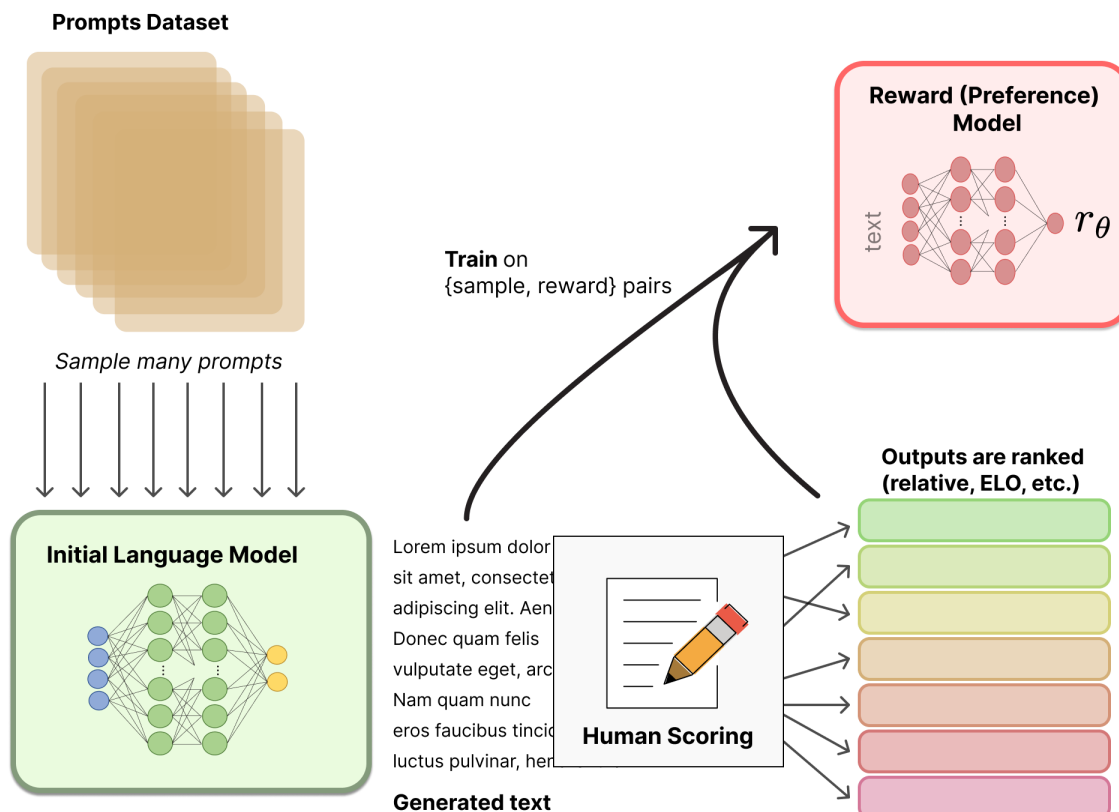 Prompts Dataset
Sample many prompts
Initial Language Model
Train on
{sample, reward} pairs
Reward (Preference)
Model
text
rθ
Lorem ipsum dolor
sit amet, consectet
adipiscing elit. Aen
Donec quam felis
vulputate eget, arc
Nam quam nunc
eros faucibus tincid
luctus pulvinar, her
Generated text
Human Scoring
Outputs are ranked
(relative, ELO, etc.)